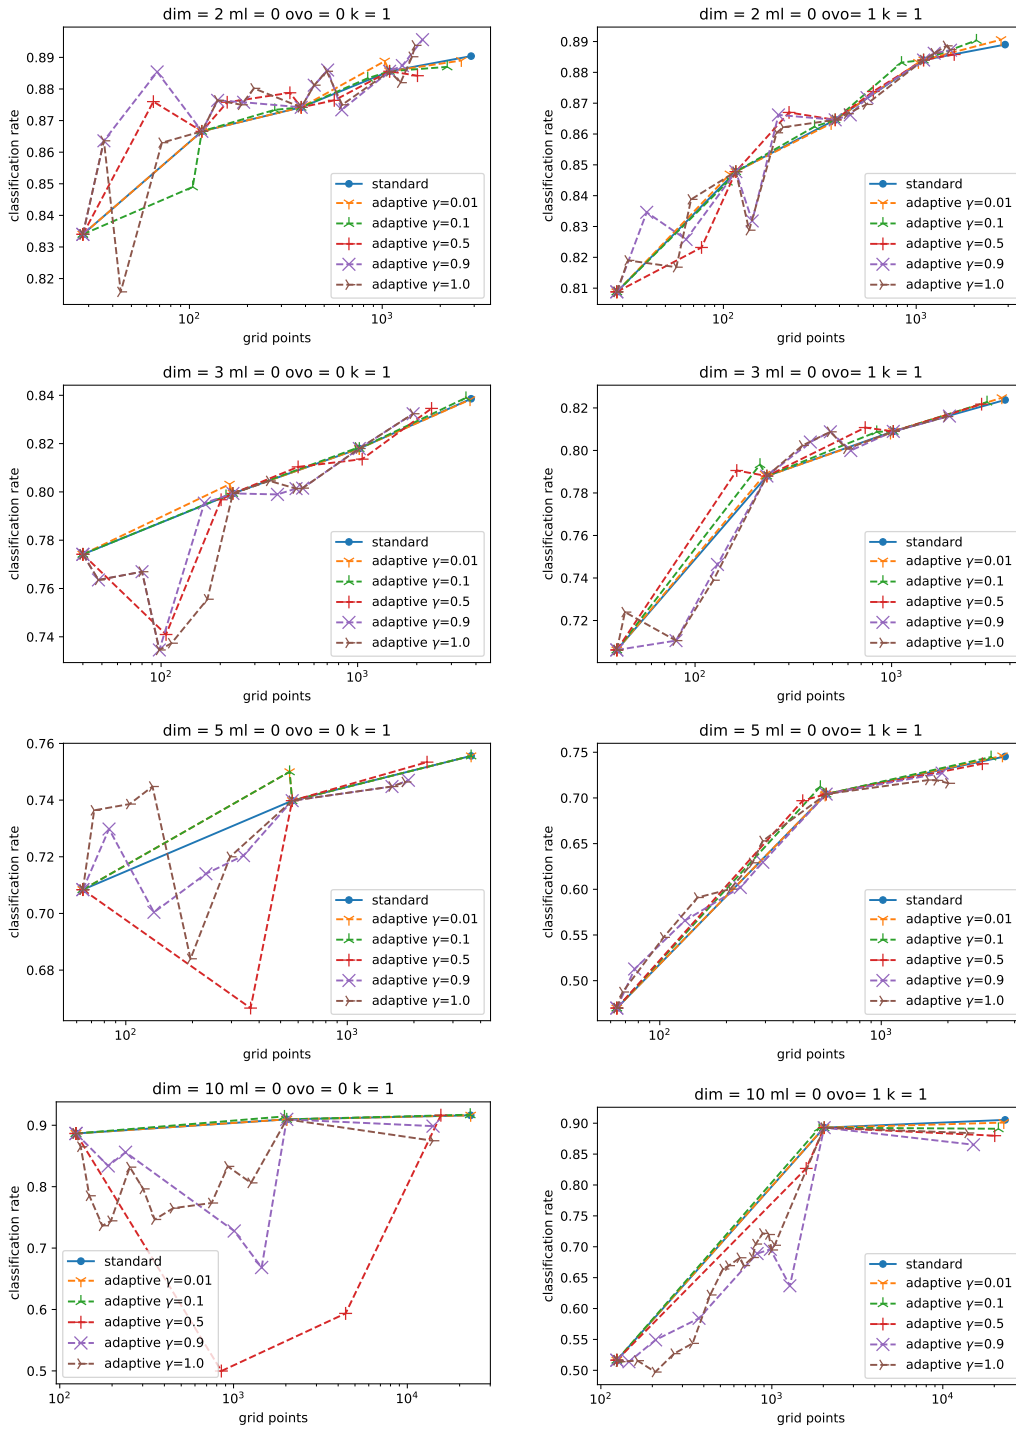 dim = 2 ml = 0 ovo = 0 k = 1
classification rate
0.89
0.88
0.87
0.86
0.85
0.84
0.83
0.82
standard
adaptive γ=0.01
adaptive γ=0.1
adaptive γ=0.5
adaptive γ=0.9
adaptive γ=1.0
10²
10³
grid points
dim = 2 ml = 0 ovo= 1 k = 1
classification rate
0.89
0.88
0.87
0.86
0.85
0.84
0.83
0.82
0.81
standard
adaptive γ=0.01
adaptive γ=0.1
adaptive γ=0.5
adaptive γ=0.9
adaptive γ=1.0
10²
10³
grid points
dim = 3 ml = 0 ovo = 0 k = 1
classification rate
0.84
0.82
0.80
0.78
0.76
0.74
standard
adaptive γ=0.01
adaptive γ=0.1
adaptive γ=0.5
adaptive γ=0.9
adaptive γ=1.0
10²
10³
grid points
dim = 3 ml = 0 ovo= 1 k = 1
classification rate
0.82
0.80
0.78
0.76
0.74
0.72
standard
adaptive γ=0.01
adaptive γ=0.1
adaptive γ=0.5
adaptive γ=0.9
adaptive γ=1.0
10²
10³
grid points
dim = 5 ml = 0 ovo = 0 k = 1
classification rate
0.76
0.74
0.72
0.70
0.68
standard
adaptive γ=0.01
adaptive γ=0.1
adaptive γ=0.5
adaptive γ=0.9
adaptive γ=1.0
10²
10³
grid points
dim = 5 ml = 0 ovo= 1 k = 1
classification rate
0.75
0.70
0.65
0.60
0.55
0.50
standard
adaptive γ=0.01
adaptive γ=0.1
adaptive γ=0.5
adaptive γ=0.9
adaptive γ=1.0
10²
10³
grid points
dim = 10 ml = 0 ovo = 0 k = 1
classification rate
0.9
0.8
0.7
0.6
0.5
standard
adaptive γ=0.01
adaptive γ=0.1
adaptive γ=0.5
adaptive γ=0.9
adaptive γ=1.0
10²
10³
10⁴
grid points
dim = 10 ml = 0 ovo= 1 k = 1
classification rate
0.90
0.85
0.80
0.75
0.70
0.65
0.60
0.55
0.50
standard
adaptive γ=0.01
adaptive γ=0.1
adaptive γ=0.5
adaptive γ=0.9
adaptive γ=1.0
10²
10³
10⁴
grid points